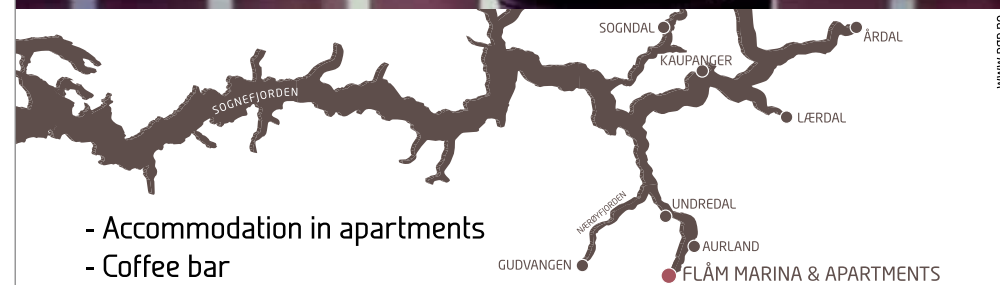 SOGNDAL
ÅRDAL
KAUPANGER
SOGNEFJORDEN
LÆRDAL
NÆRØYFJORDEN
UNDREDAL
- Accommodation in apartments
AURLAND
- Coffee bar
GUDVANGEN
FLÅM MARINA & APARTMENTS